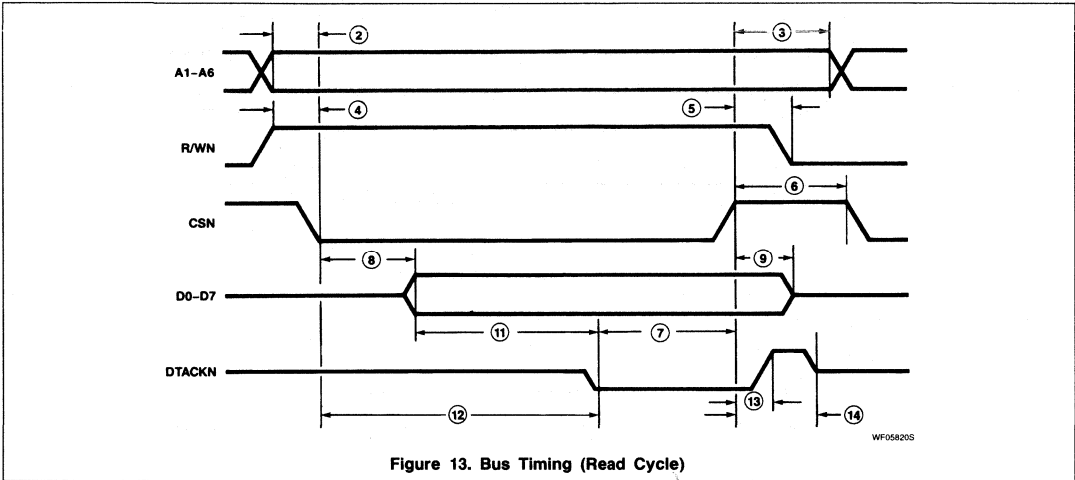 ② ③
A1–A6
④ ⑤
R/WN
⑥
CSN
⑧ ⑨
D0–D7
⑪ ⑦
DTACKN
⑬
⑫ ⑭
WF05820S
Figure 13. Bus Timing (Read Cycle)